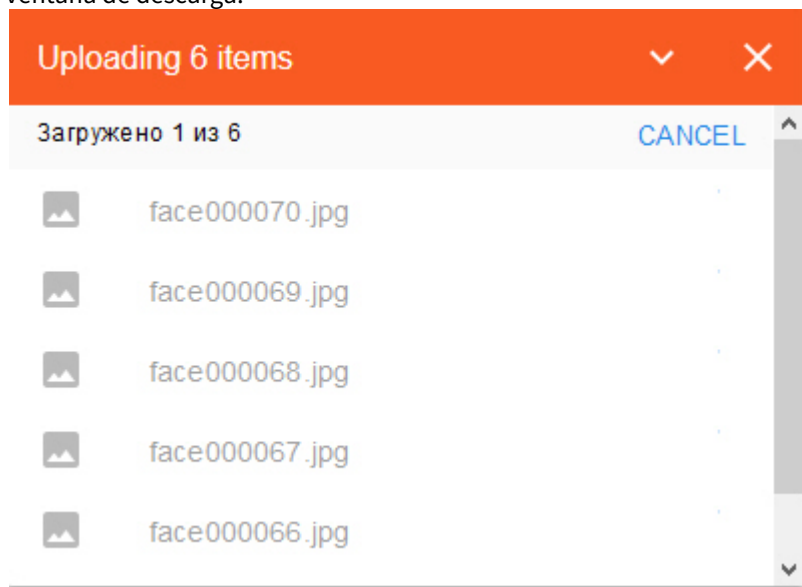 ventana de descarga.
Uploading 6 items
Загружено 1 из 6 CANCEL
face000070.jpg
face000069.jpg
face000068.jpg
face000067.jpg
face000066.jpg